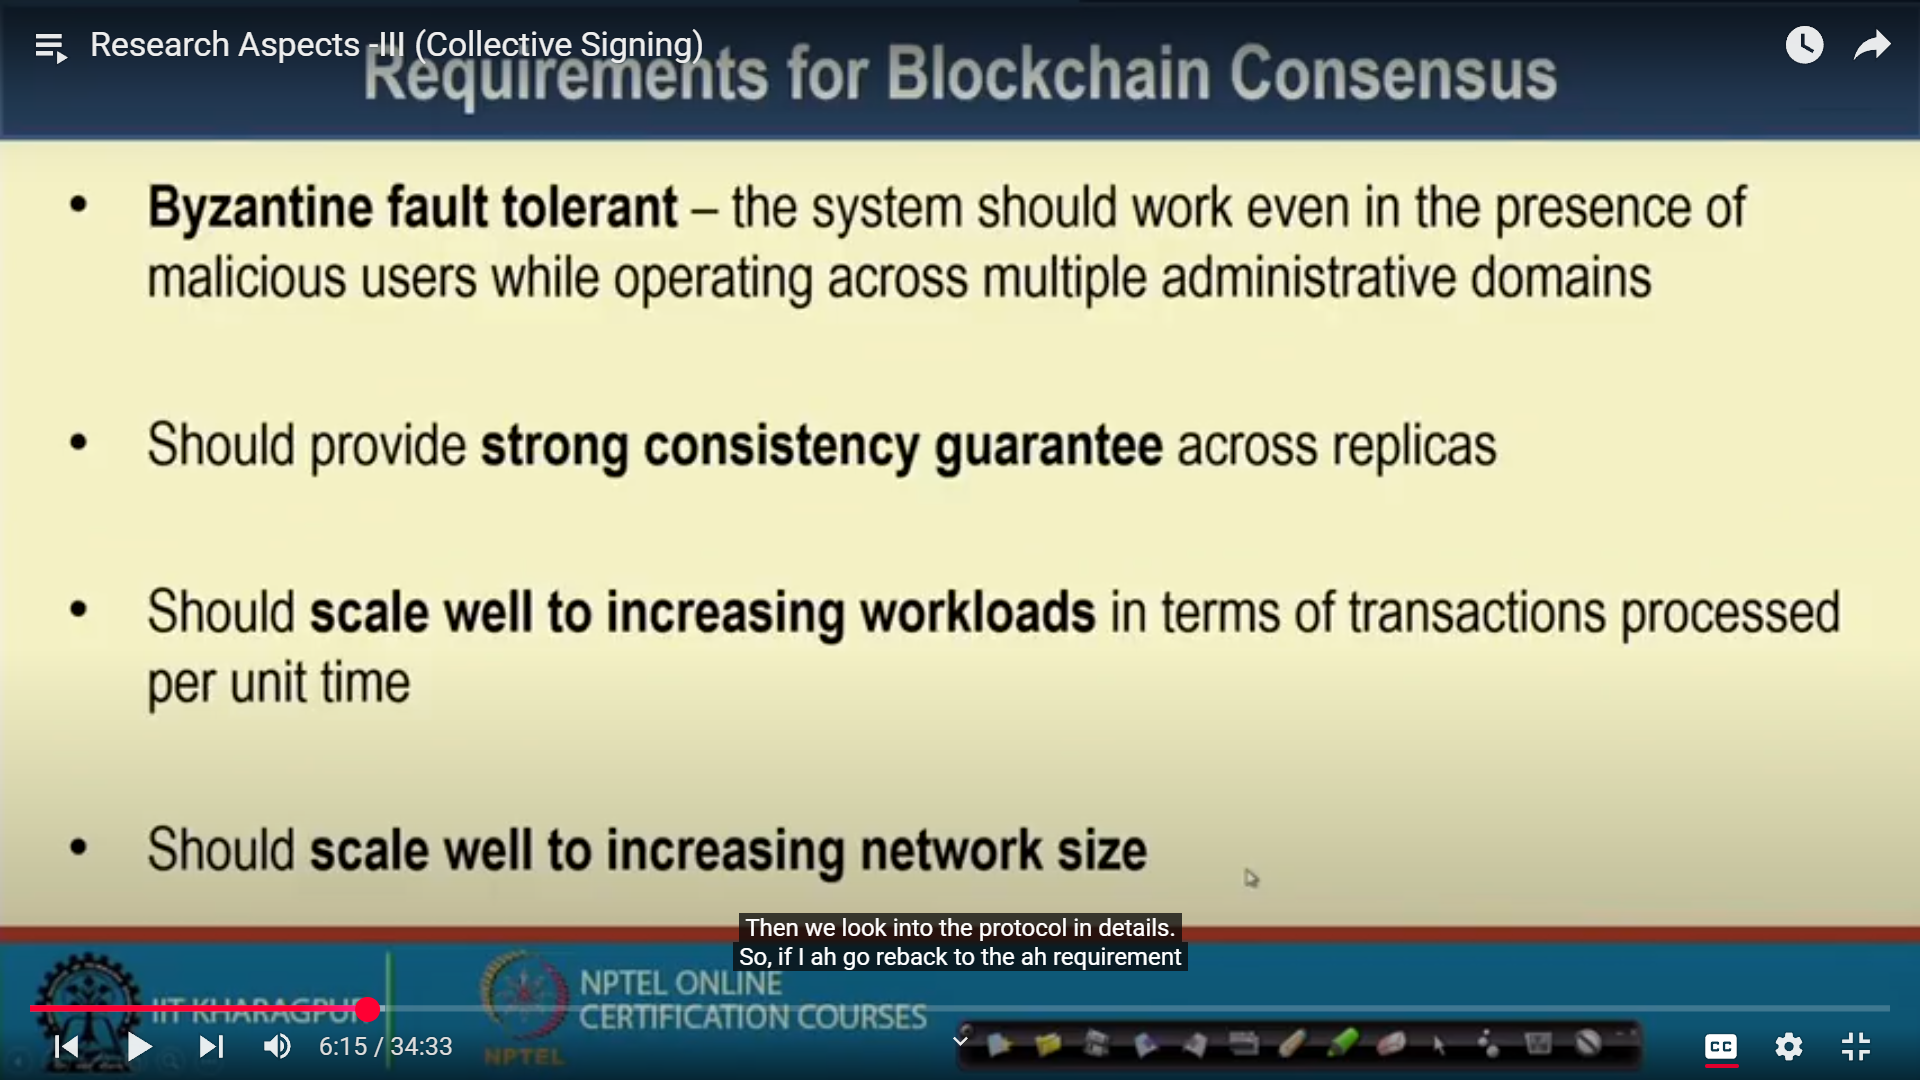 Research Aspects -III (Collective Signing)
Requirements for Blockchain Consensus
• Byzantine fault tolerant – the system should work even in the presence of
malicious users while operating across multiple administrative domains
• Should provide strong consistency guarantee across replicas
• Should scale well to increasing workloads in terms of transactions processed
per unit time
• Should scale well to increasing network size
Then we look into the protocol in details.
So, if I ah go reback to the ah requirement
IIT KHARAGPUR
NPTEL ONLINE
CERTIFICATION COURSES
NPTEL
6:15 / 34:33
CC